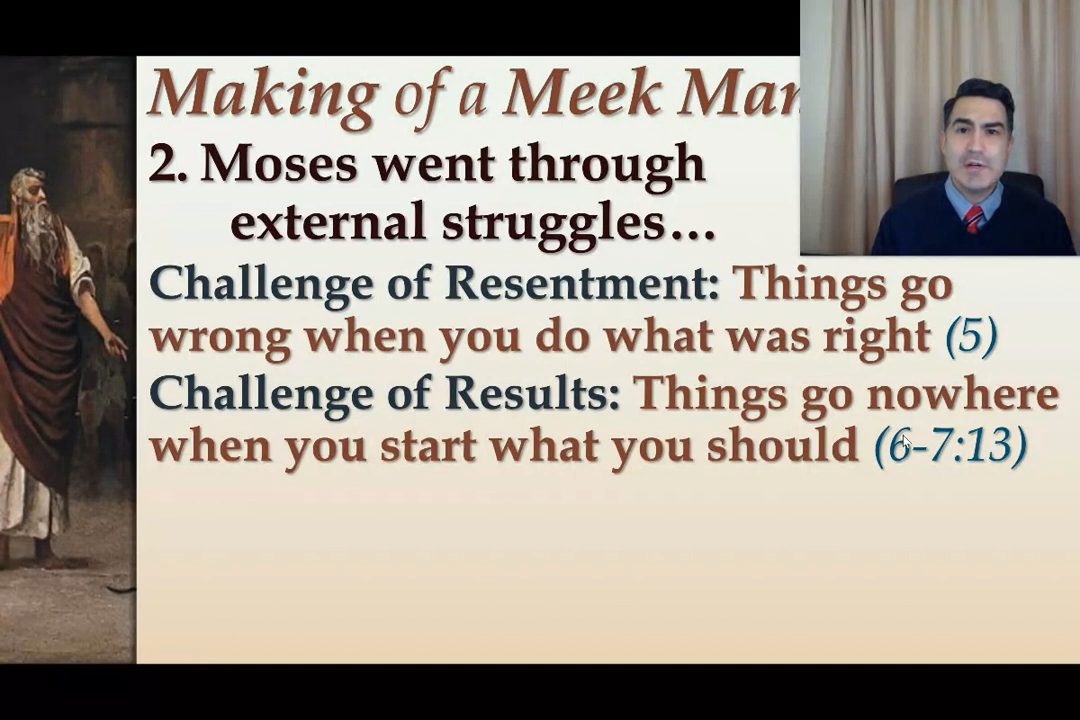 Making of a Meek Man
2. Moses went through
external struggles…
Challenge of Resentment: Things go
wrong when you do what was right (5)
Challenge of Results: Things go nowhere
when you start what you should (6-7:13)